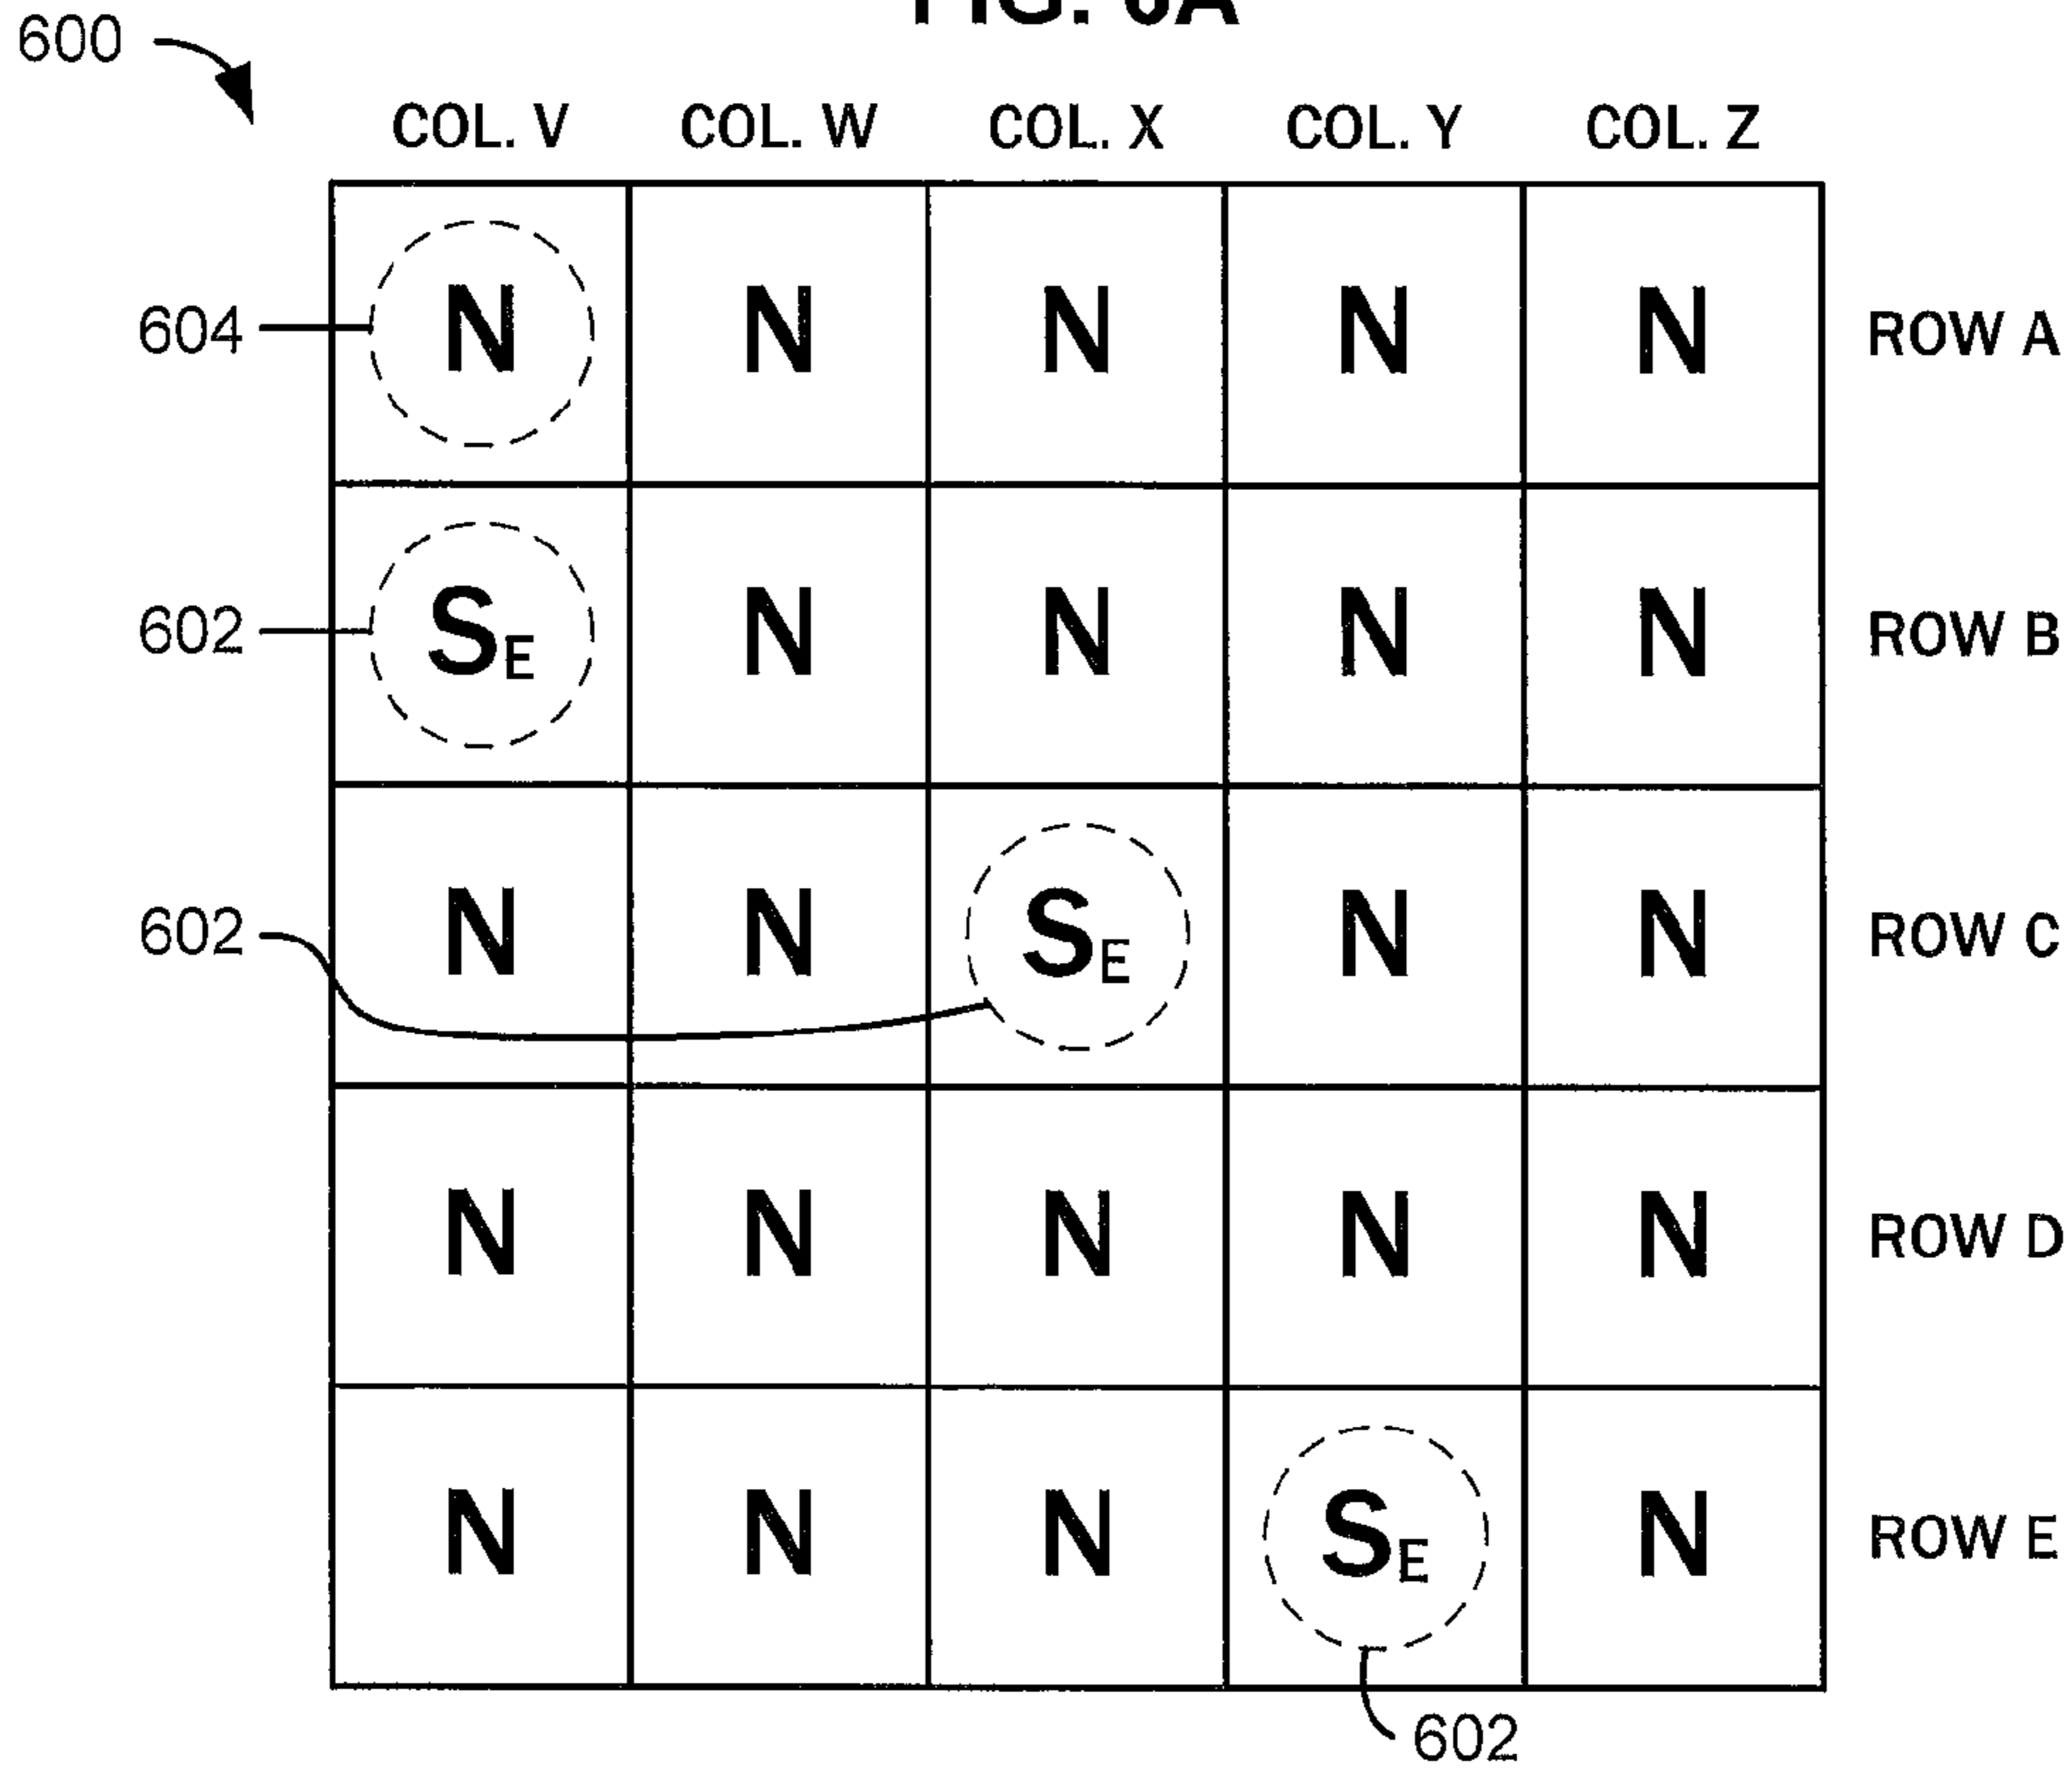 600
COL. V COL. W COL. X COL. Y COL. Z
604 N N N N N ROW A
602 SE N N N N ROW B
602 N N SE N N ROW C
N N N N N ROW D
N N N SE N ROW E
602